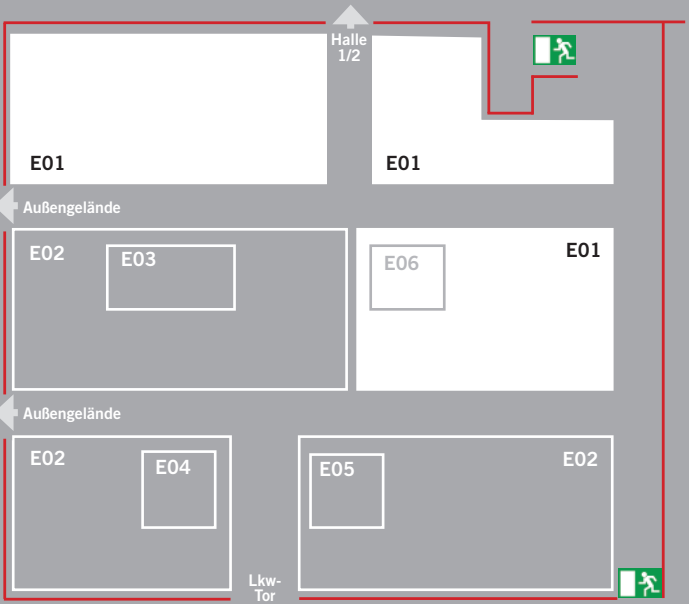 Halle
1/2
E01
E01
Außengelände
E02
E03
E06
E01
Außengelände
E02
E04
E05
E02
Lkw-
Tor